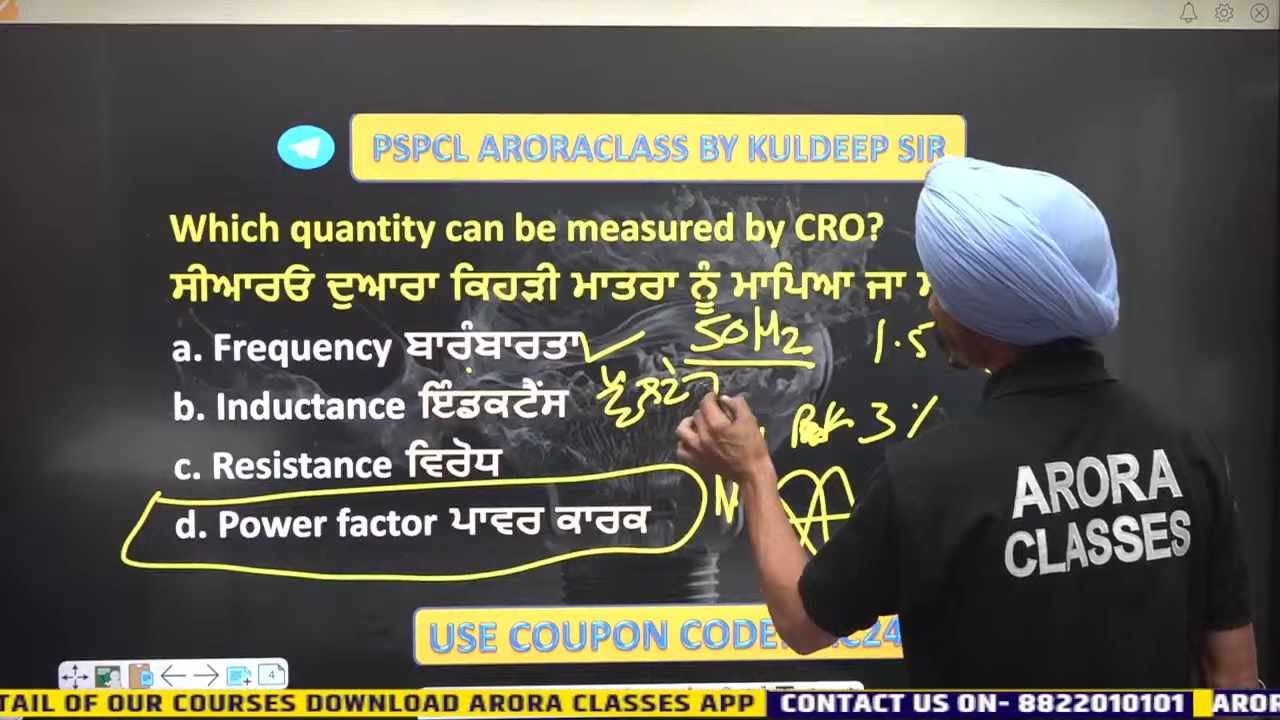 PSPCL ARORACLASS BY KULDEEP SIR
Which quantity can be measured by CRO?
ਸੀਆਰਓ ਦੁਆਰਾ ਕਿਹੜੀ ਮਾਤਰਾ ਨੂੰ ਮਾਪਿਆ ਜਾ
a. Frequency ਬਾਰੰਬਾਰਤਾ
50Hz 1.5
b. Inductance ਇੰਡਕਟੈਂਸ
3%
c. Resistance ਵਿਰੋਧ
d. Power factor ਪਾਵਰ ਕਾਰਕ
ARORA
CLASSES
USE COUPON CODE
4
TAIL OF OUR COURSES DOWNLOAD ARORA CLASSES APP CONTACT US ON- 8822010101 AROR